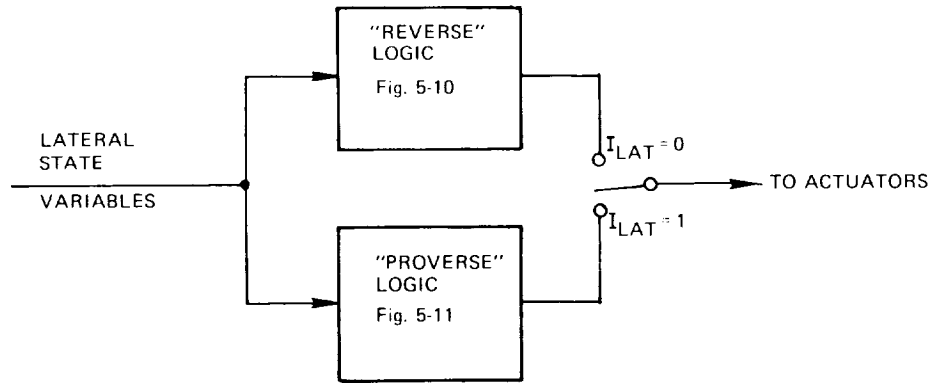 "REVERSE"
LOGIC
Fig. 5-10
LATERAL
STATE
VARIABLES
I_LAT = 0
TO ACTUATORS
I_LAT = 1
"PROVERSE"
LOGIC
Fig. 5-11